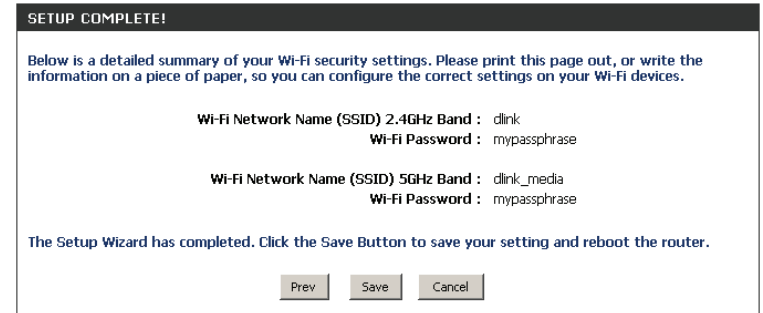 SETUP COMPLETE!
Below is a detailed summary of your Wi-Fi security settings. Please print this page out, or write the
information on a piece of paper, so you can configure the correct settings on your Wi-Fi devices.
Wi-Fi Network Name (SSID) 2.4GHz Band : dlink
Wi-Fi Password : mypassphrase
Wi-Fi Network Name (SSID) 5GHz Band : dlink_media
Wi-Fi Password : mypassphrase
The Setup Wizard has completed. Click the Save Button to save your setting and reboot the router.
Prev Save Cancel